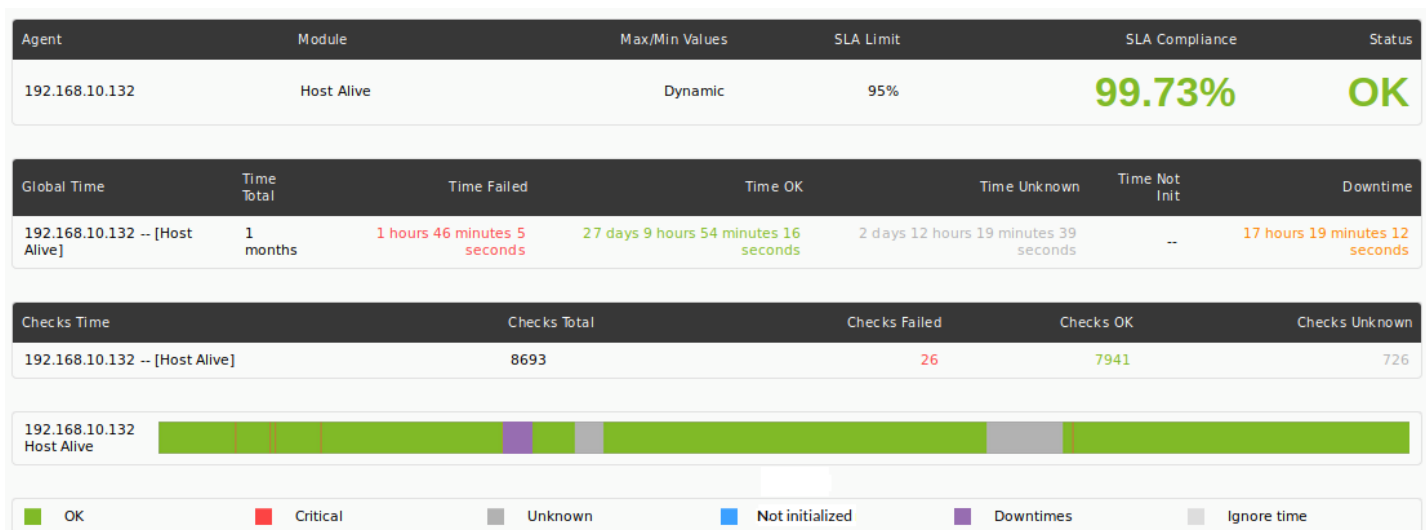 Agent Module Max/Min Values SLA Limit SLA Compliance Status
192.168.10.132 Host Alive Dynamic 95% 99.73% OK
Global Time Time Total Time Failed Time OK Time Unknown Time Not Init Downtime
192.168.10.132 -- [Host Alive] 1 months 1 hours 46 minutes 5 seconds 27 days 9 hours 54 minutes 16 seconds 2 days 12 hours 19 minutes 39 seconds -- 17 hours 19 minutes 12 seconds
Checks Time Checks Total Checks Failed Checks OK Checks Unknown
192.168.10.132 -- [Host Alive] 8693 26 7941 726
192.168.10.132
Host Alive
OK Critical Unknown Not initialized Downtimes Ignore time